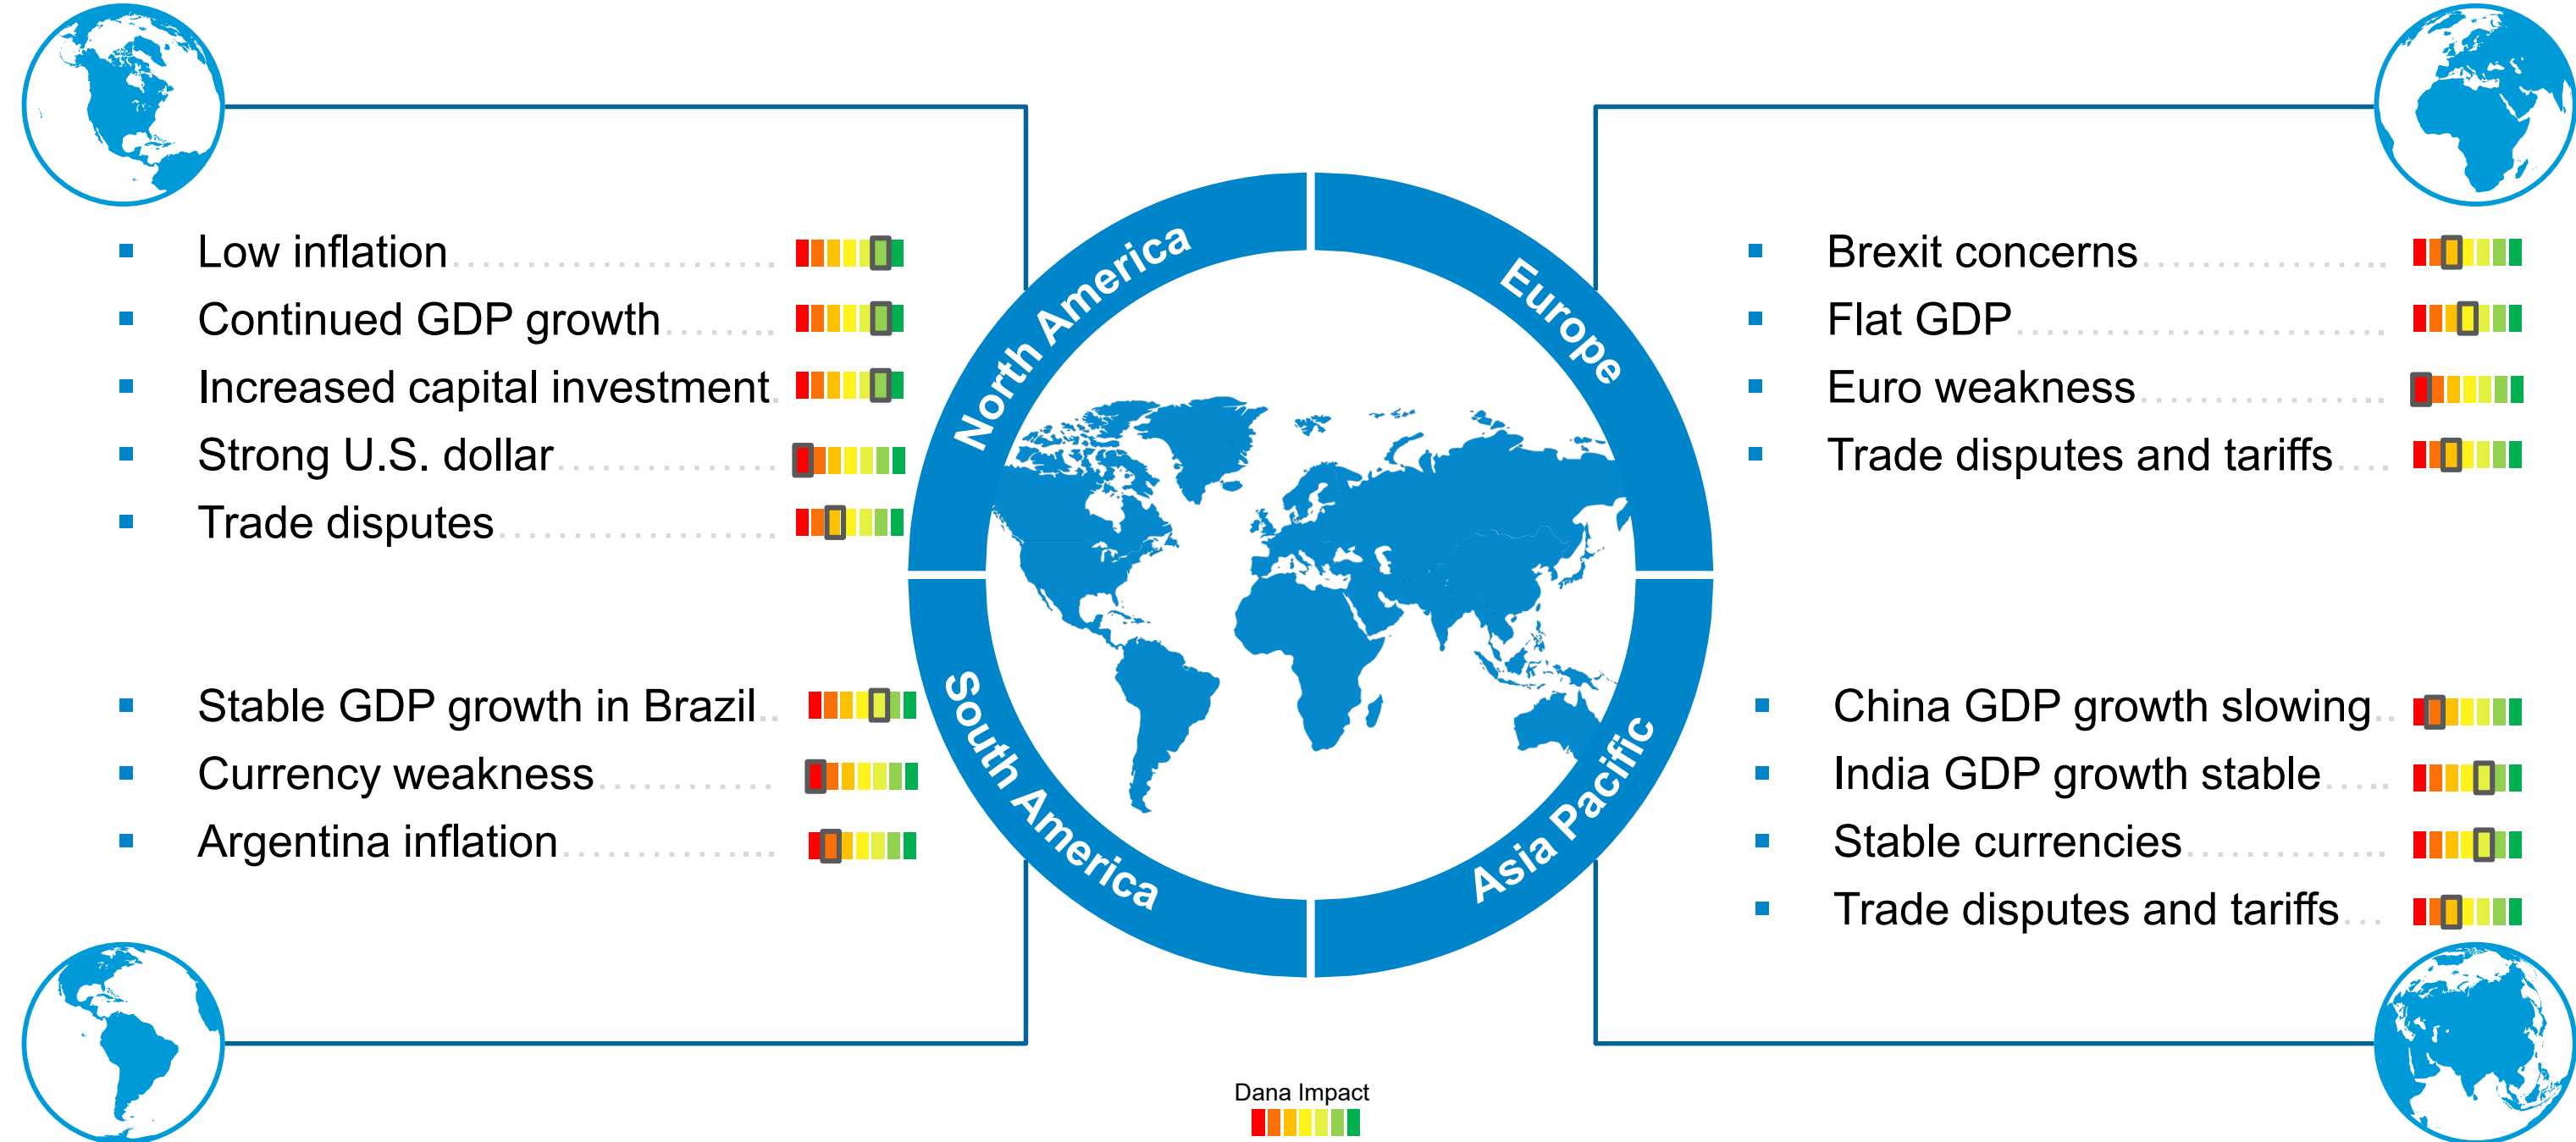 Low inflation
Continued GDP growth
Increased capital investment
Strong U.S. dollar
Trade disputes
North America
Europe
Brexit concerns
Flat GDP
Euro weakness
Trade disputes and tariffs
Stable GDP growth in Brazil
Currency weakness
Argentina inflation
South America
Asia Pacific
China GDP growth slowing
India GDP growth stable
Stable currencies
Trade disputes and tariffs
Dana Impact